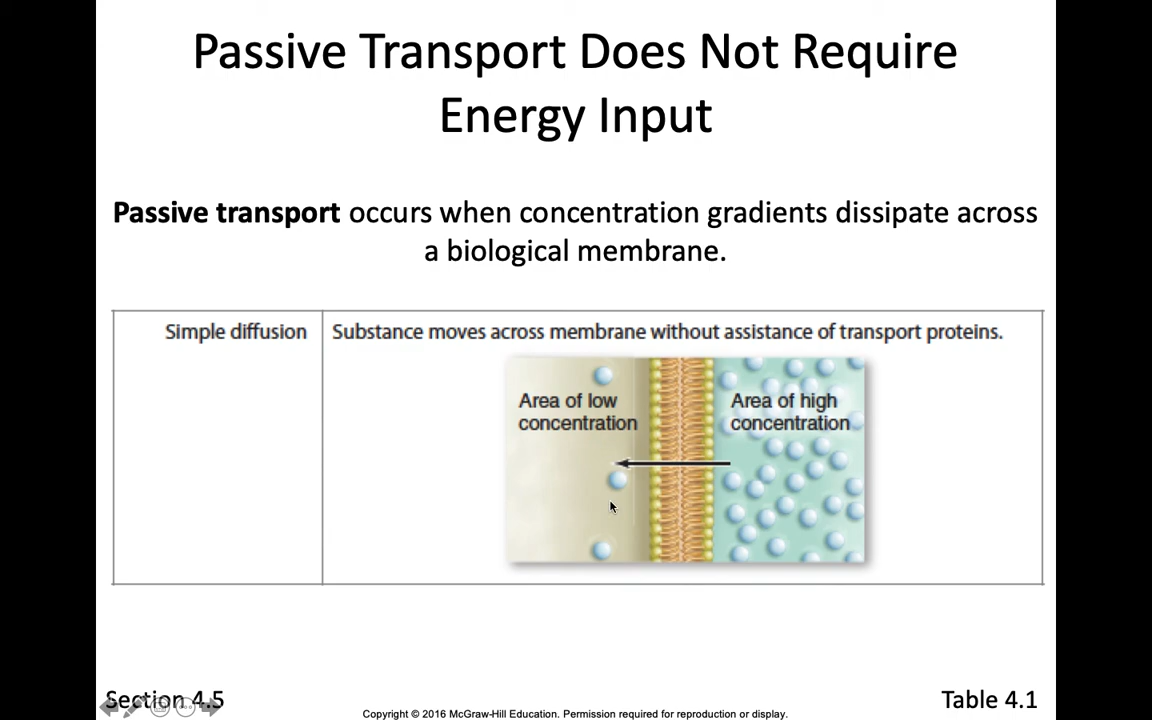 Passive Transport Does Not Require
Energy Input
Passive transport occurs when concentration gradients dissipate across
a biological membrane.
Simple diffusion
Substance moves across membrane without assistance of transport proteins.
Area of low
concentration
Area of high
concentration
Section 4.5
Table 4.1
Copyright © 2016 McGraw-Hill Education. Permission required for reproduction or display.